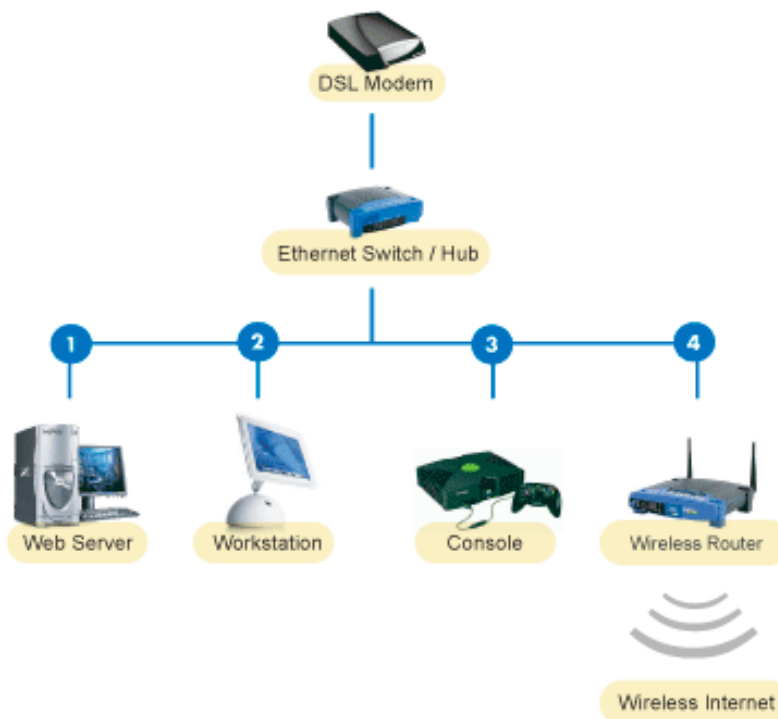 DSL Modem
Ethernet Switch / Hub
1
2
3
4
Web Server
Workstation
Console
Wireless Router
Wireless Internet